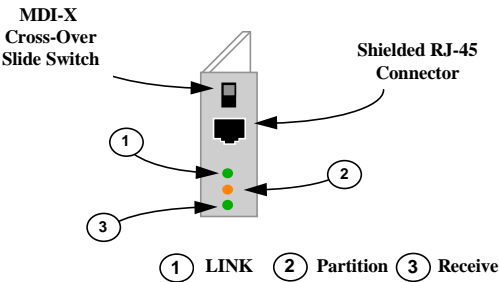 MDI-X
Cross-Over
Slide Switch
Shielded RJ-45
Connector
1
2
3
1 LINK 2 Partition 3 Receive